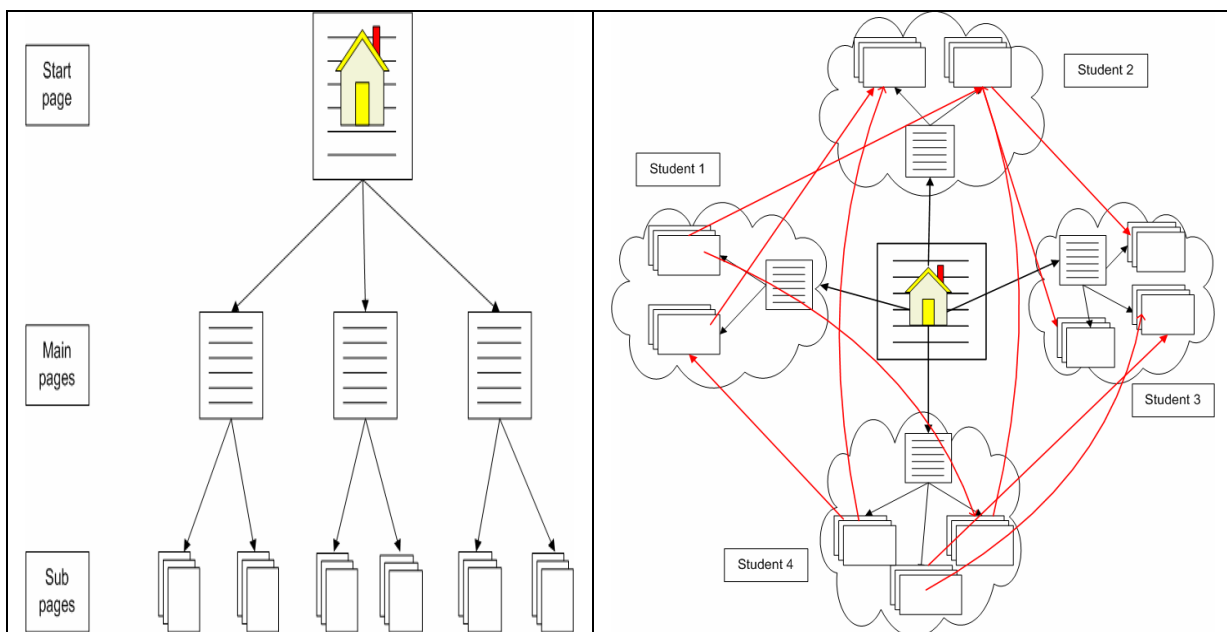 Start
page
Main
pages
Sub
pages
Student 2
Student 1
Student 3
Student 4